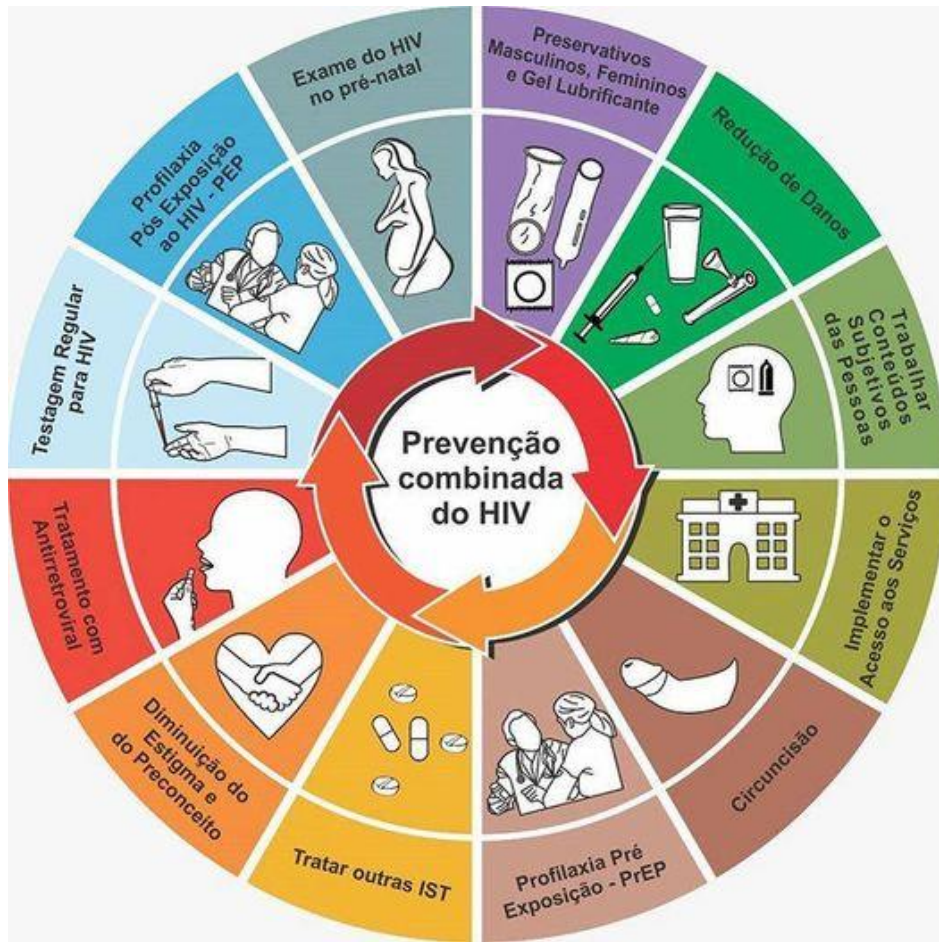 Prevenção
combinada
do HIV
Preservativos
Masculinos, Femininos
e Gel Lubrificante
Redução de Danos
Trabalhar
Conteúdos
Subjetivos
das Pessoas
Implementar o
Acesso aos Serviços
Circuncisão
Profilaxia Pré
Exposição - PrEP
Tratar outras IST
Diminuição do
Estigma e
do Preconceito
Tratamento com
Antirretroviral
Testagem Regular
para HIV
Profilaxia
Pós Exposição
ao HIV - PEP
Exame do HIV
no pré-natal